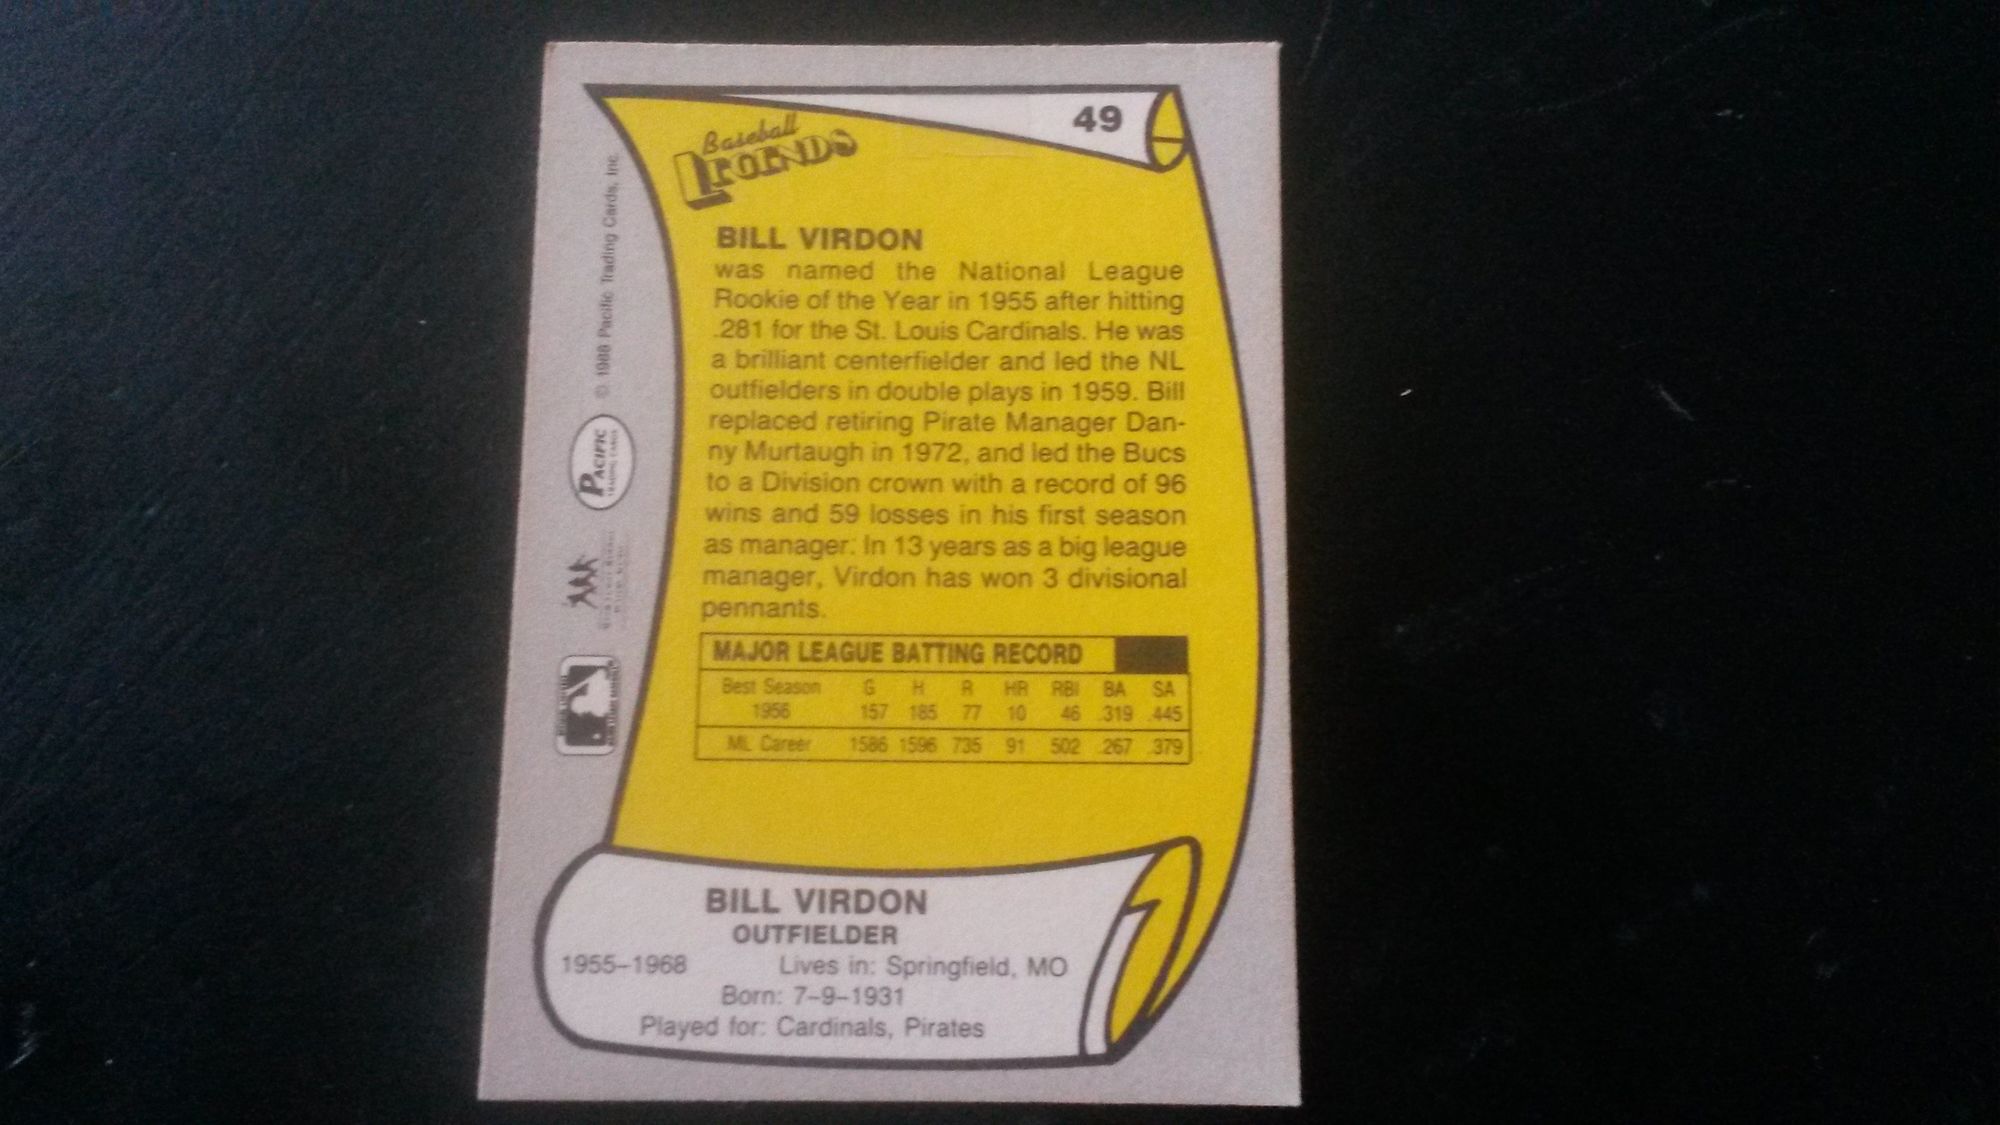 49
Baseball
LEGENDS
BILL VIRDON
was named the National League
Rookie of the Year in 1955 after hitting
.281 for the St. Louis Cardinals. He was
a brilliant centerfielder and led the NL
outfielders in double plays in 1959. Bill
replaced retiring Pirate Manager Dan-
ny Murtaugh in 1972, and led the Bucs
to a Division crown with a record of 96
wins and 59 losses in his first season
as manager. In 13 years as a big league
manager, Virdon has won 3 divisional
pennants.
MAJOR LEAGUE BATTING RECORD
Best Season G H R HR RBI BA SA
1956 157 185 77 10 46 .319 .445
ML Career 1586 1596 735 91 502 .267 .379
BILL VIRDON
OUTFIELDER
1955–1968 Lives in: Springfield, MO
Born: 7–9–1931
Played for: Cardinals, Pirates
© 1988 Pacific Trading Cards, Inc.
PACIFIC
TRADING CARDS